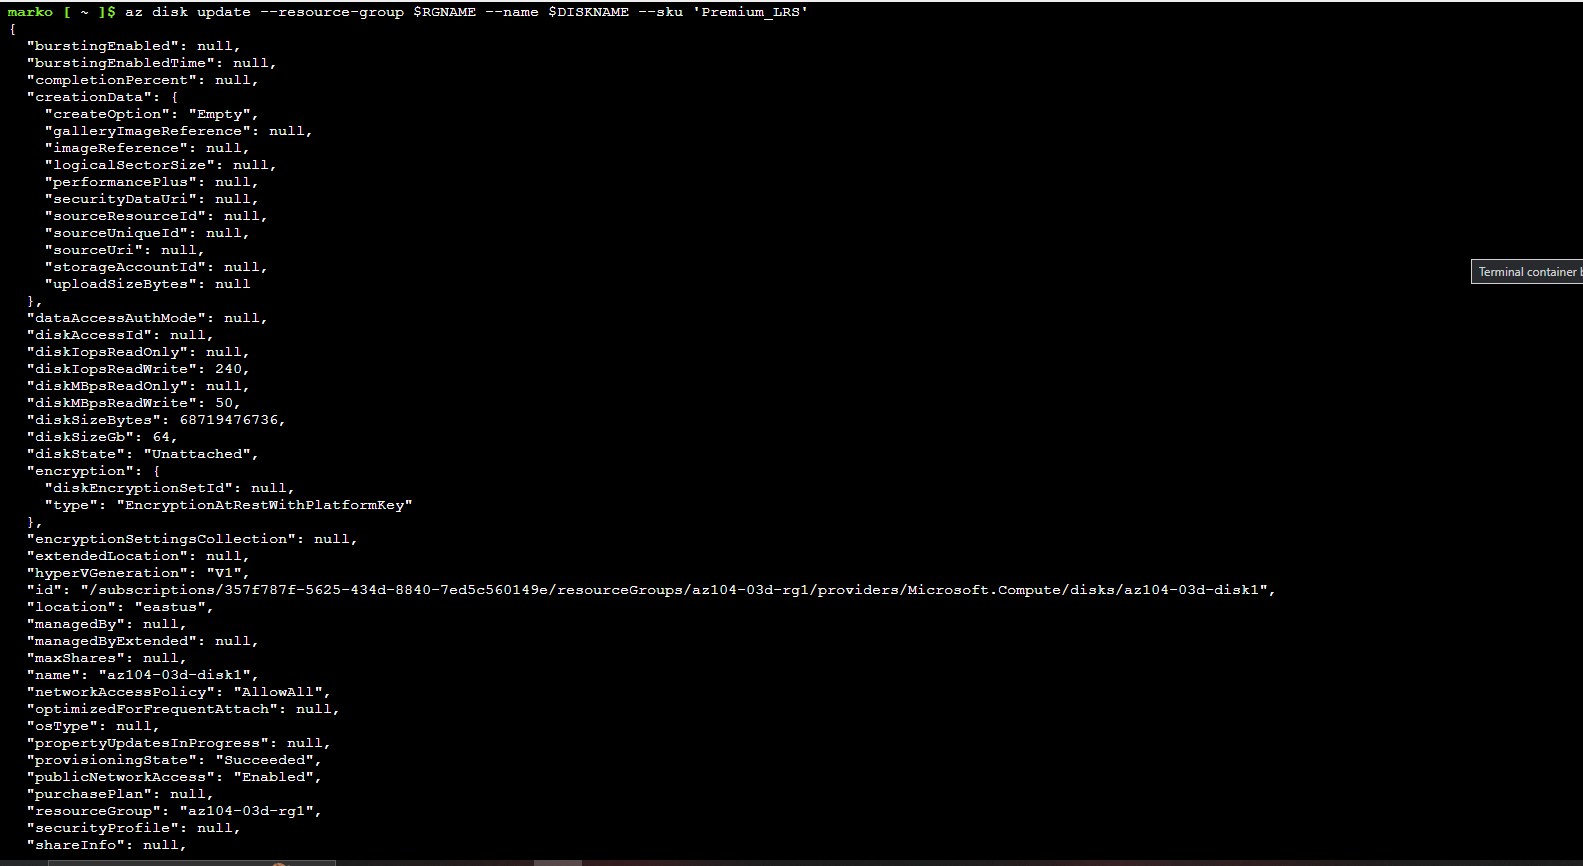 marko [ ~ ]$ az disk update --resource-group $RGNAME --name $DISKNAME --sku 'Premium_LRS'
{
  "burstingEnabled": null,
  "burstingEnabledTime": null,
  "completionPercent": null,
  "creationData": {
    "createOption": "Empty",
    "galleryImageReference": null,
    "imageReference": null,
    "logicalSectorSize": null,
    "performancePlus": null,
    "securityDataUri": null,
    "sourceResourceId": null,
    "sourceUniqueId": null,
    "sourceUri": null,
    "storageAccountId": null,
    "uploadSizeBytes": null
  },
  "dataAccessAuthMode": null,
  "diskAccessId": null,
  "diskIopsReadOnly": null,
  "diskIopsReadWrite": 240,
  "diskMBpsReadOnly": null,
  "diskMBpsReadWrite": 50,
  "diskSizeBytes": 68719476736,
  "diskSizeGb": 64,
  "diskState": "Unattached",
  "encryption": {
    "diskEncryptionSetId": null,
    "type": "EncryptionAtRestWithPlatformKey"
  },
  "encryptionSettingsCollection": null,
  "extendedLocation": null,
  "hyperVGeneration": "V1",
  "id": "/subscriptions/357f787f-5625-434d-8840-7ed5c560149e/resourceGroups/az104-03d-rg1/providers/Microsoft.Compute/disks/az104-03d-disk1",
  "location": "eastus",
  "managedBy": null,
  "managedByExtended": null,
  "maxShares": null,
  "name": "az104-03d-disk1",
  "networkAccessPolicy": "AllowAll",
  "optimizedForFrequentAttach": null,
  "osType": null,
  "propertyUpdatesInProgress": null,
  "provisioningState": "Succeeded",
  "publicNetworkAccess": "Enabled",
  "purchasePlan": null,
  "resourceGroup": "az104-03d-rg1",
  "securityProfile": null,
  "shareInfo": null,
Terminal container